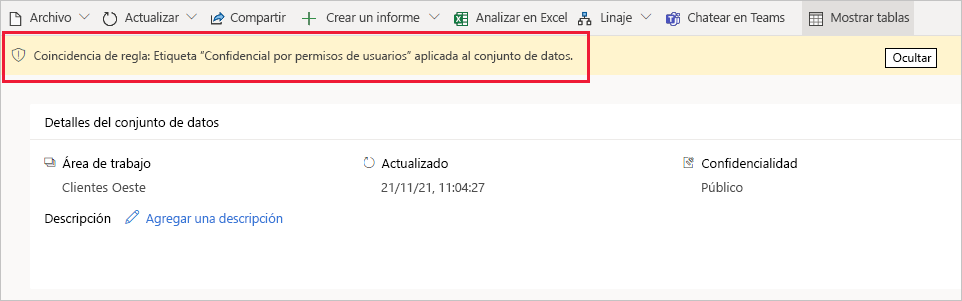 Archivo Actualizar Compartir Crear un informe Analizar en Excel Linaje Chatear en Teams Mostrar tablas
Coincidencia de regla: Etiqueta “Confidencial por permisos de usuarios” aplicada al conjunto de datos.
Ocultar
Detalles del conjunto de datos
Área de trabajo Actualizado Confidencialidad
Clientes Oeste 21/11/21, 11:04:27 Público
Descripción Agregar una descripción